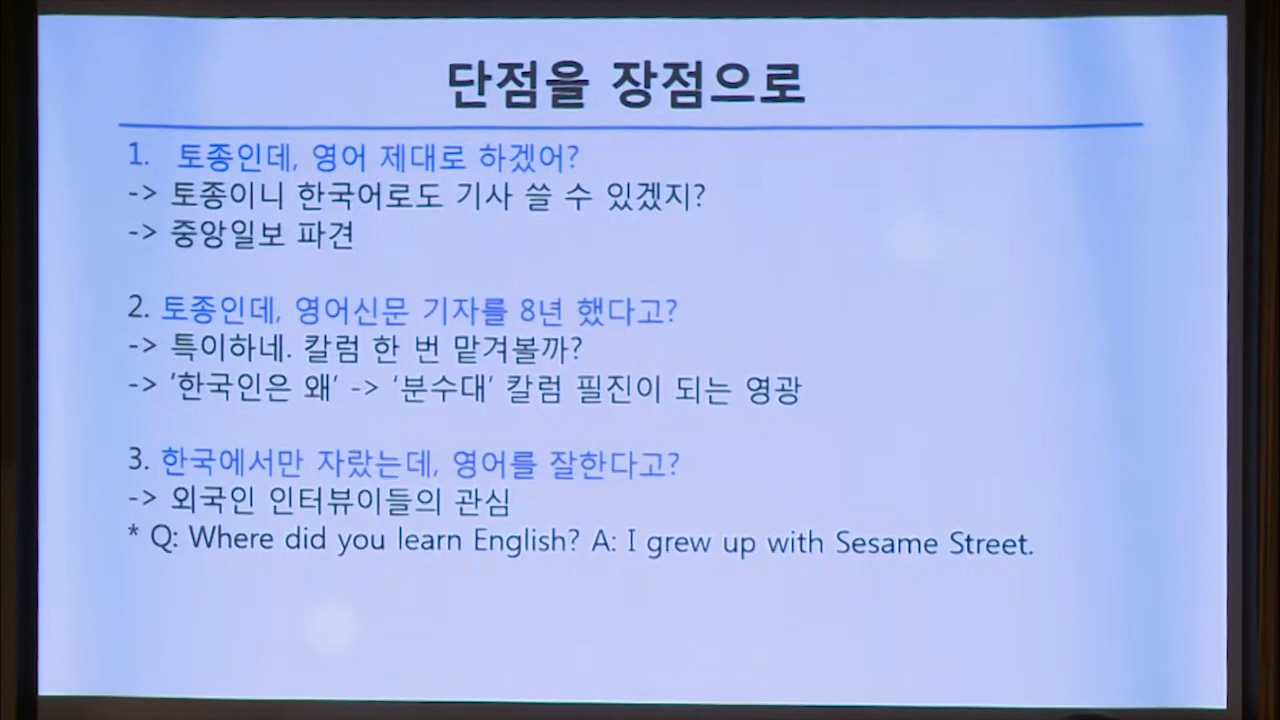 단점을 장점으로
1. 토종인데, 영어 제대로 하겠어?
-> 토종이니 한국어로도 기사 쓸 수 있겠지?
-> 중앙일보 파견
2. 토종인데, 영어신문 기자를 8년 했다고?
-> 특이하네. 칼럼 한 번 맡겨볼까?
-> ‘한국인은 왜’ -> ‘분수대’ 칼럼 필진이 되는 영광
3. 한국에서만 자랐는데, 영어를 잘한다고?
-> 외국인 인터뷰이들의 관심
* Q: Where did you learn English? A: I grew up with Sesame Street.